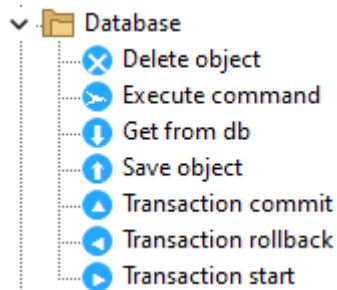 Database
Delete object
Execute command
Get from db
Save object
Transaction commit
Transaction rollback
Transaction start